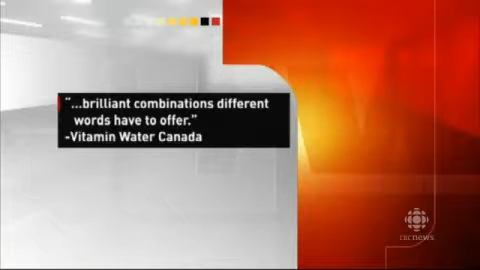 "...brilliant combinations different
words have to offer."
-Vitamin Water Canada
CBCnews